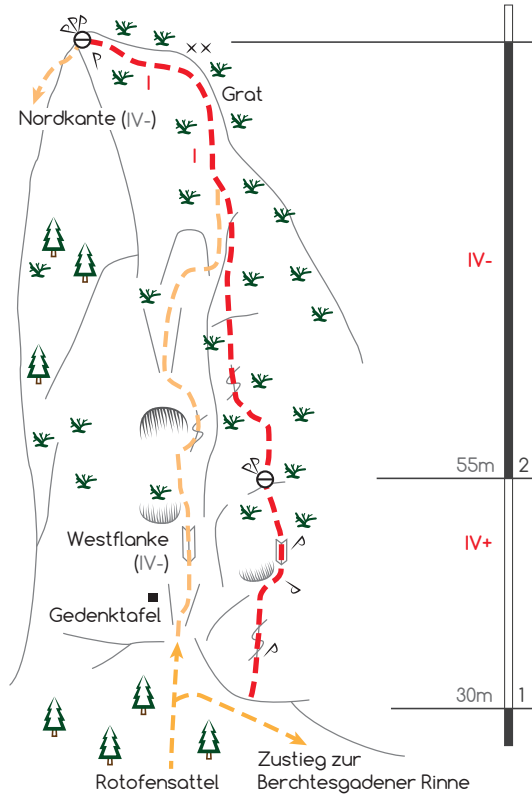 I
Grat
Nordkante (IV-)
I
IV-
55m 2
Westflanke
(IV-)
IV+
Gedenktafel
30m 1
Rotofensattel
Zustieg zur
Berchtesgadener Rinne